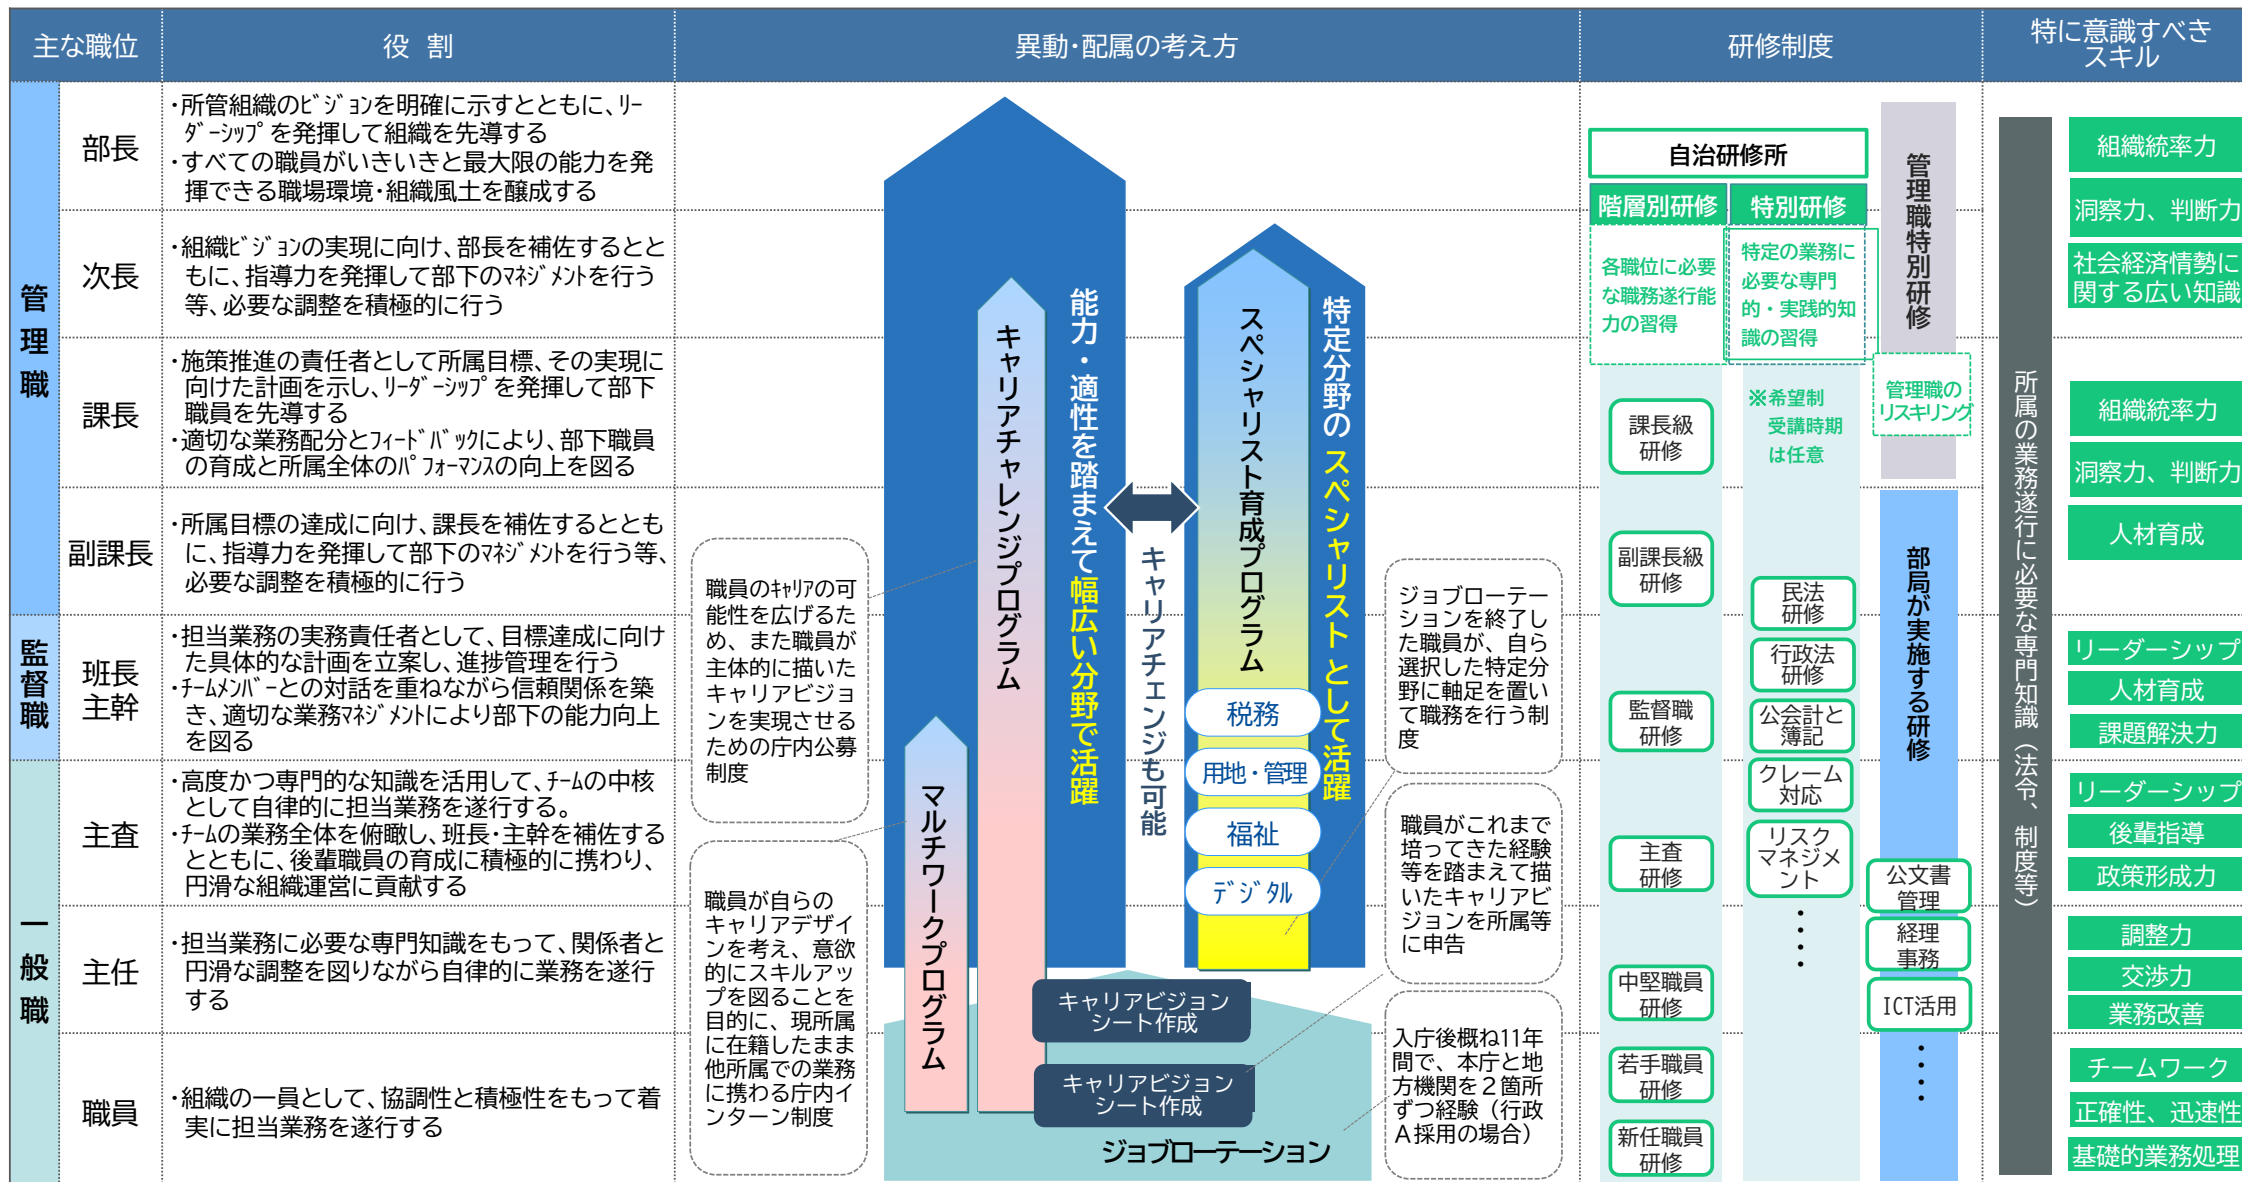 主な職位
役 割
異動・配属の考え方
研修制度
特に意識すべき
スキル
管理職
部長
・所管組織のビジョンを明確に示すとともに、リー
ダーシップを発揮して組織を先導する
・すべての職員がいきいきと最大限の能力を発
揮できる職場環境・組織風土を醸成する
次長
・組織ビジョンの実現に向け、部長を補佐するとと
もに、指導力を発揮して部下のマネジメントを行う
等、必要な調整を積極的に行う
課長
・施策推進の責任者として所属目標、その実現に
向けた計画を示し、リーダーシップを発揮して部下
職員を先導する
・適切な業務配分とフィードバックにより、部下職員
の育成と所属全体のパフォーマンスの向上を図る
副課長
・所属目標の達成に向け、課長を補佐するととも
に、指導力を発揮して部下のマネジメントを行う等、
必要な調整を積極的に行う
監督職
班長
主幹
・担当業務の実務責任者として、目標達成に向け
た具体的な計画を立案し、進捗管理を行う
・チームメンバーとの対話を重ねながら信頼関係を築
き、適切な業務マネジメントにより部下の能力向上
を図る
一般職
主査
・高度かつ専門的な知識を活用して、チームの中核
として自律的に担当業務を遂行する。
・チームの業務全体を俯瞰し、班長・主幹を補佐する
とともに、後輩職員の育成に積極的に携わり、
円滑な組織運営に貢献する
主任
・担当業務に必要な専門知識をもって、関係者と
円滑な調整を図りながら自律的に業務を遂行
する
職員
・組織の一員として、協調性と積極性をもって着
実に担当業務を遂行する
職員のキャリアの可
能性を広げるた
め、また職員が
主体的に描いた
キャリアビジョ
ンを実現させる
ための庁内公募
制度
職員が自らの
キャリアデザイ
ンを考え、意欲
的にスキルアッ
プを図ることを
目的に、現所属
に在籍したまま
他所属での業務
に携わる庁内イ
ンターン制度
マルチワークプログラム
キャリアチャレンジプログラム
能力・適性を踏まえて幅広い分野で活躍
キャリアチェンジも可能
スペシャリスト育成プログラム
税務
用地・管理
福祉
デジタル
特定分野のスペシャリストとして活躍
キャリアビジョン
シート作成
キャリアビジョン
シート作成
ジョブローテーション
ジョブローテー
ションを終了し
た職員が、自ら
選択した特定分
野に軸足を置い
て職務を行う制
度
職員がこれまで
培ってきた経験
等を踏まえて描
いたキャリアビ
ジョンを所属等
に申告
入庁後概ね11年
間で、本庁と地
方機関を２箇所
ずつ経験（行政
Ａ採用の場合）
自治研修所
階層別研修
各職位に必要
な職務遂行能
力の習得
課長級
研修
副課長級
研修
監督職
研修
主査
研修
中堅職員
研修
若手職員
研修
新任職員
研修
特別研修
特定の業務に
必要な専門
的・実践的知
識の習得
※希望制
受講時期
は任意
民法
研修
行政法
研修
公会計と
簿記
クレーム
対応
リスク
マネジメ
ント
・・・・
管理職特別研修
管理職の
リスキリング
部局が実施する研修
公文書
管理
経理
事務
ICT活用
・・・・
所属の業務遂行に必要な専門知識（法令、制度等）
組織統率力
洞察力、判断力
社会経済情勢に
関する広い知識
組織統率力
洞察力、判断力
人材育成
リーダーシップ
人材育成
課題解決力
リーダーシップ
後輩指導
政策形成力
調整力
交渉力
業務改善
チームワーク
正確性、迅速性
基礎的業務処理